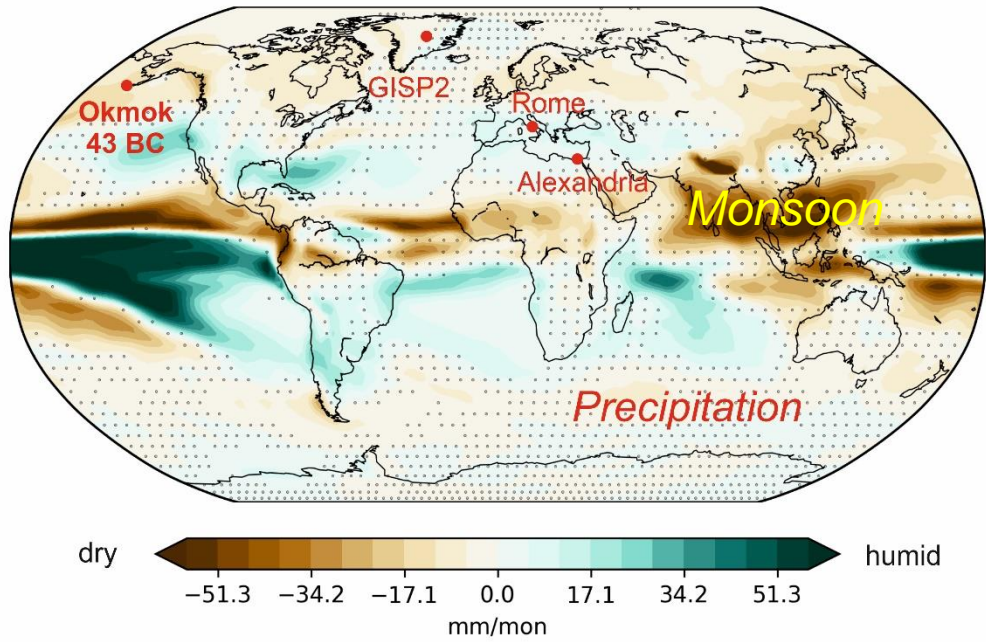 GISP2
Okmok
43 BC
Rome
Alexandria
Monsoon
Precipitation
dry
humid
−51.3 −34.2 −17.1 0.0 17.1 34.2 51.3
mm/mon